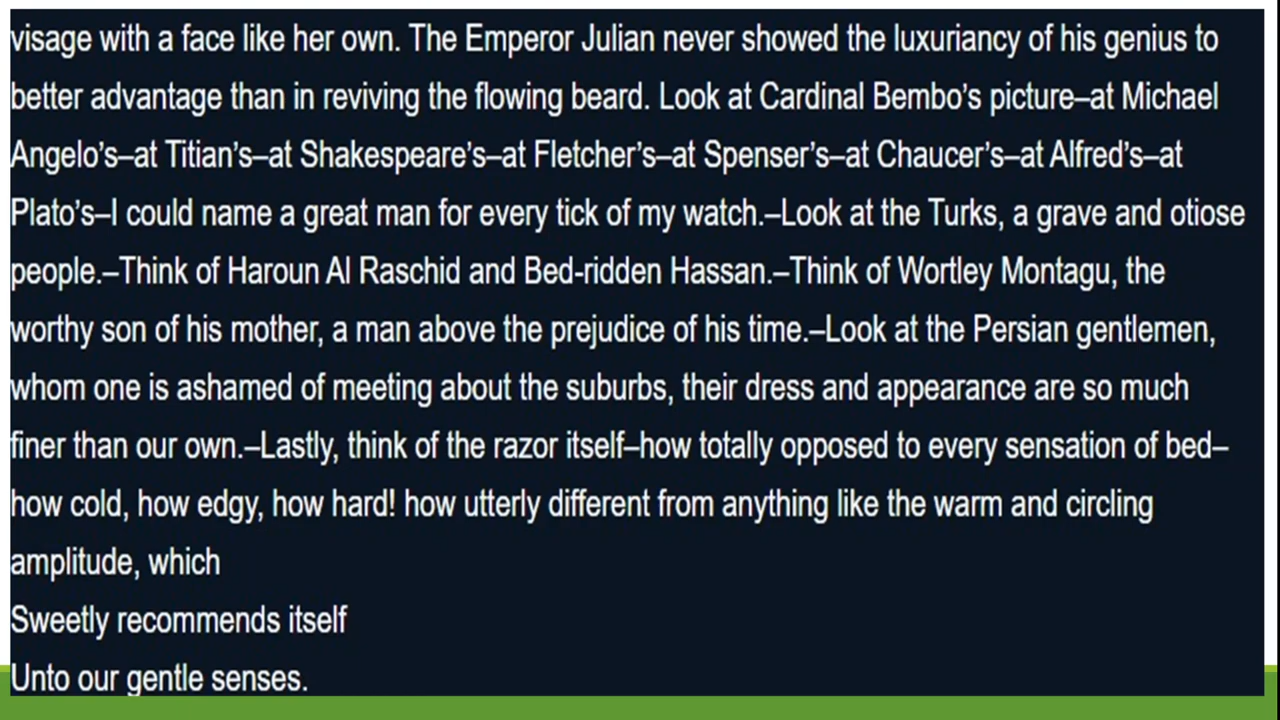 visage with a face like her own. The Emperor Julian never showed the luxuriancy of his genius to
better advantage than in reviving the flowing beard. Look at Cardinal Bembo’s picture–at Michael
Angelo’s–at Titian’s–at Shakespeare’s–at Fletcher’s–at Spenser’s–at Chaucer’s–at Alfred’s–at
Plato’s–I could name a great man for every tick of my watch.–Look at the Turks, a grave and otiose
people.–Think of Haroun Al Raschid and Bed-ridden Hassan.–Think of Wortley Montagu, the
worthy son of his mother, a man above the prejudice of his time.–Look at the Persian gentlemen,
whom one is ashamed of meeting about the suburbs, their dress and appearance are so much
finer than our own.–Lastly, think of the razor itself–how totally opposed to every sensation of bed–
how cold, how edgy, how hard! how utterly different from anything like the warm and circling
amplitude, which
Sweetly recommends itself
Unto our gentle senses.